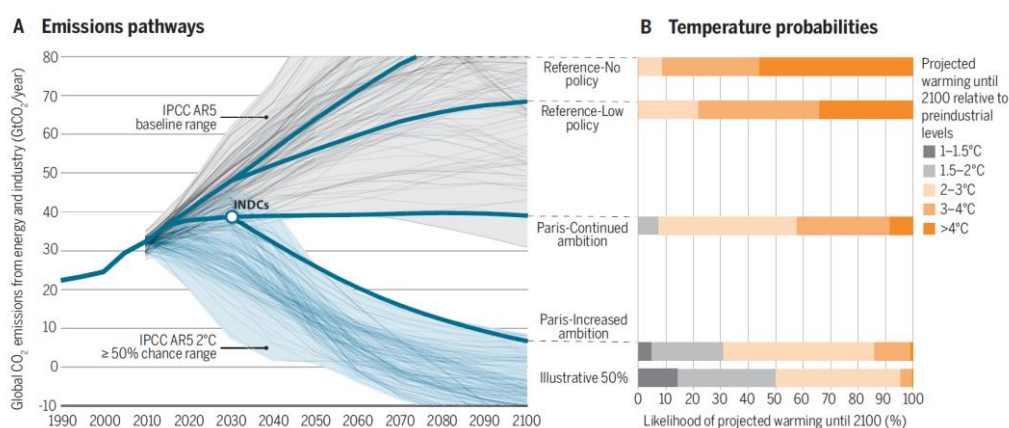 A Emissions pathways
Global CO₂ emissions from energy and industry (GtCO₂/year)
80
70
60
50
40
30
20
10
0
-10
1990 2000 2010 2020 2030 2040 2050 2060 2070 2080 2090 2100
IPCC AR5
baseline range
INDCs
IPCC AR5 2°C
≥ 50% chance range
Reference-No
policy
Reference-Low
policy
Paris-Continued
ambition
Paris-Increased
ambition
Illustrative 50%
B Temperature probabilities
0 10 20 30 40 50 60 70 80 90 100
Likelihood of projected warming until 2100 (%)
Projected
warming until
2100 relative to
preindustrial
levels
1–1.5°C
1.5–2°C
2–3°C
3–4°C
>4°C